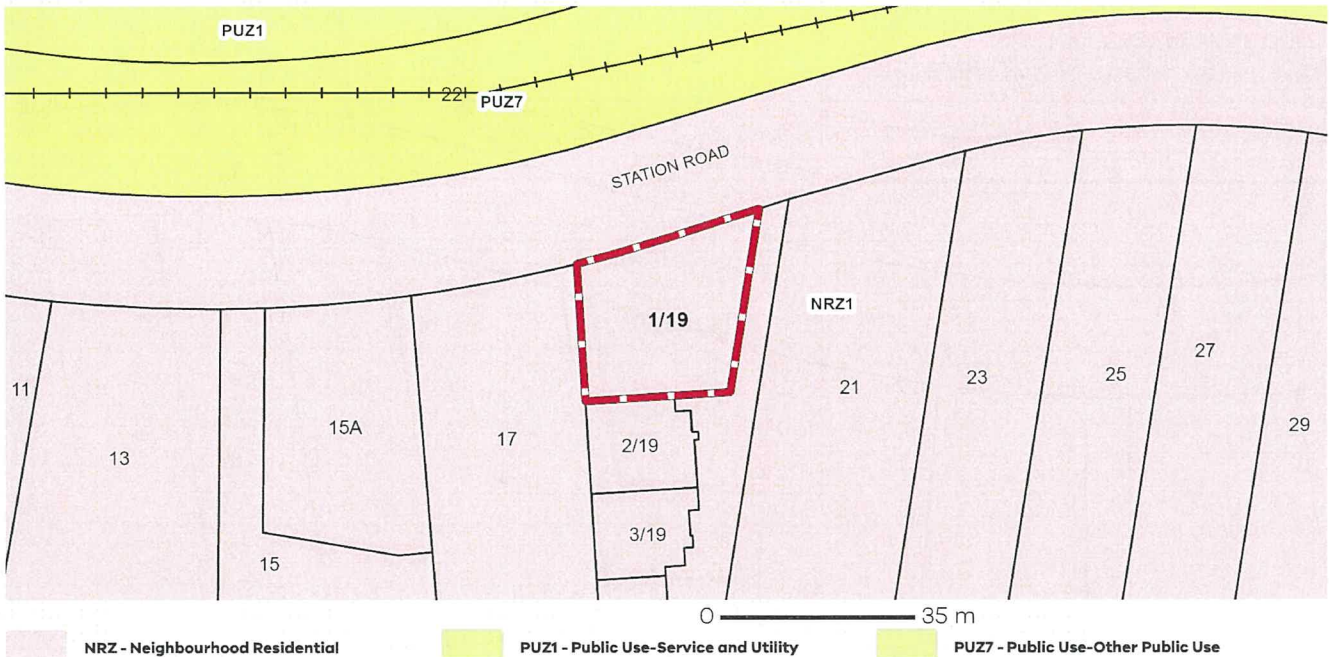 PUZ1
22
PUZ7
STATION ROAD
1/19
NRZ1
11
13
15A
15
17
2/19
3/19
21
23
25
27
29
0 35 m
NRZ - Neighbourhood Residential
PUZ1 - Public Use-Service and Utility
PUZ7 - Public Use-Other Public Use